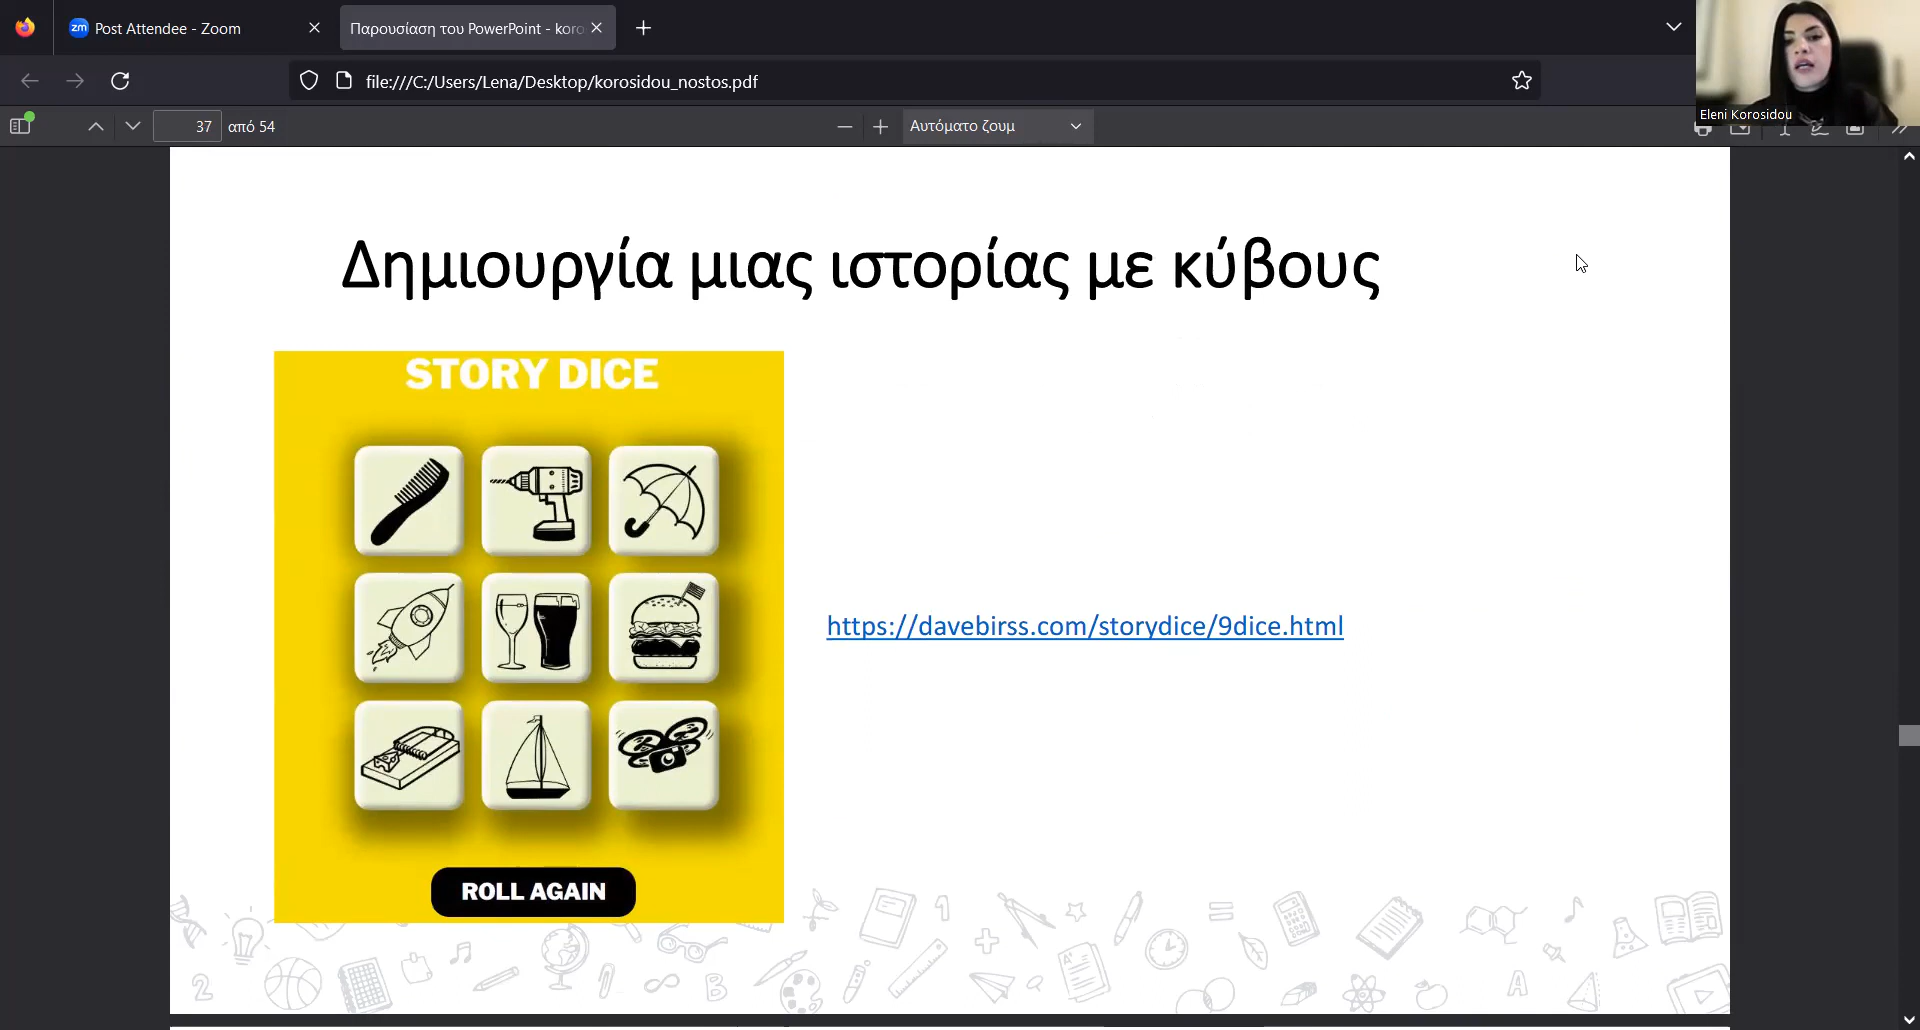 zm Post Attendee - Zoom
Παρουσίαση του PowerPoint - koro
Eleni Korosidou
file:///C:/Users/Lena/Desktop/korosidou_nostos.pdf
37 από 54
Αυτόματο ζουμ
Δημιουργία μιας ιστορίας με κύβους
STORY DICE
https://davebirss.com/storydice/9dice.html
ROLL AGAIN